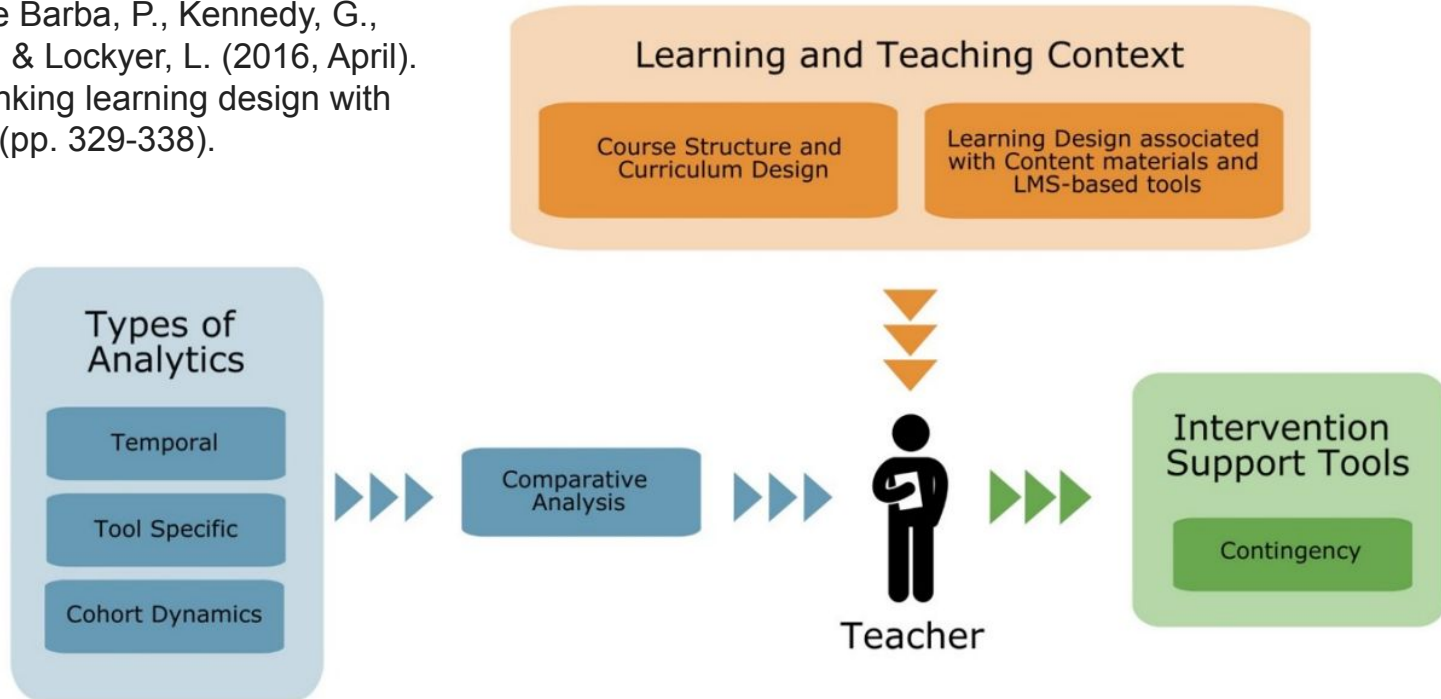 e Barba, P., Kennedy, G.,
& Lockyer, L. (2016, April).
nking learning design with
(pp. 329-338).
Learning and Teaching Context
Course Structure and
Curriculum Design
Learning Design associated
with Content materials and
LMS-based tools
Types of
Analytics
Temporal
Tool Specific
Cohort Dynamics
Comparative
Analysis
Teacher
Intervention
Support Tools
Contingency